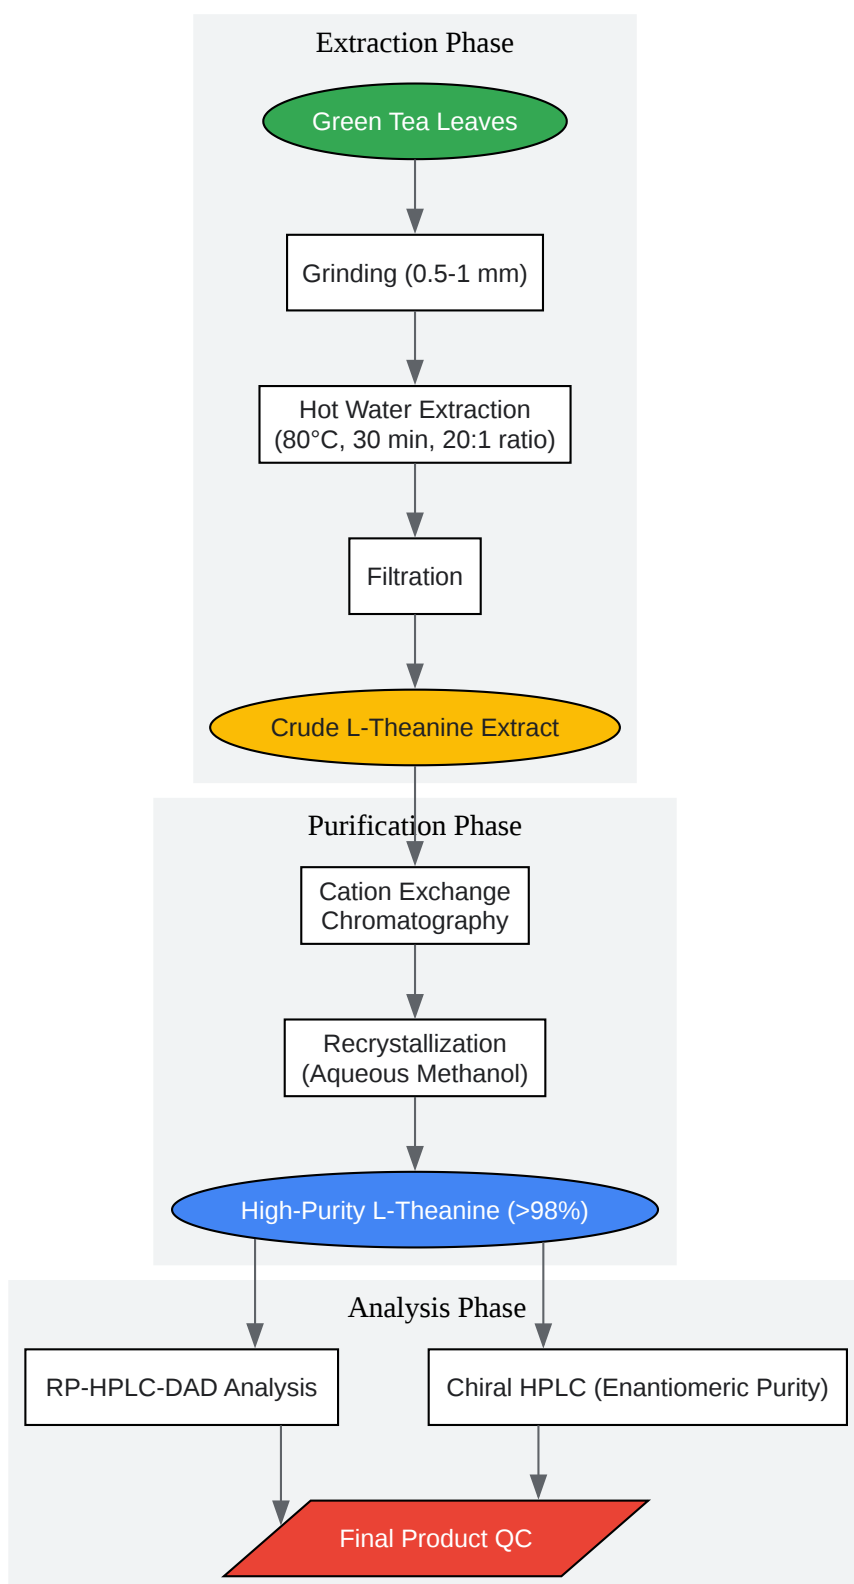 Extraction Phase
Green Tea Leaves
Grinding (0.5-1 mm)
Hot Water Extraction
(80°C, 30 min, 20:1 ratio)
Filtration
Crude L-Theanine Extract
Purification Phase
Cation Exchange
Chromatography
Recrystallization
(Aqueous Methanol)
High-Purity L-Theanine (>98%)
Analysis Phase
RP-HPLC-DAD Analysis
Chiral HPLC (Enantiomeric Purity)
Final Product QC